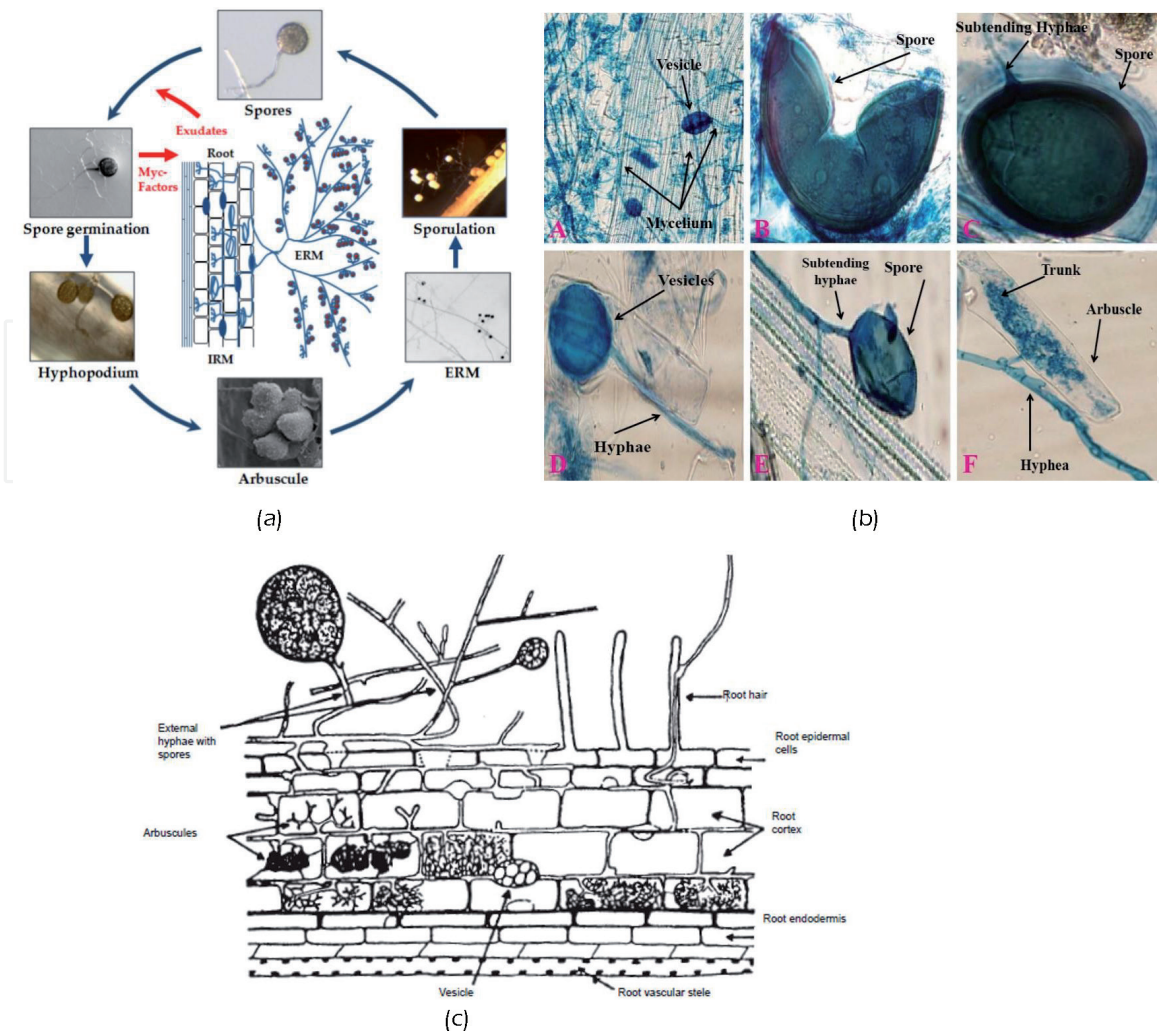 Spores
Exudates
Root
Myc-
Factors
Spore germination
ERM
Sporulation
IRM
Hyphopodium
ERM
Arbuscule
(a)
Vesicle
Mycelium
A
Spore
B
Subtending Hyphae
Spore
C
Vesicles
Hyphae
D
Subtending
hyphae
Spore
E
Trunk
Arbuscle
Hyphea
F
(b)
External
hyphae with
spores
Root hair
Root epidermal
cells
Arbuscules
Root
cortex
Root endodermis
Vesicle
Root vascular stele
(c)